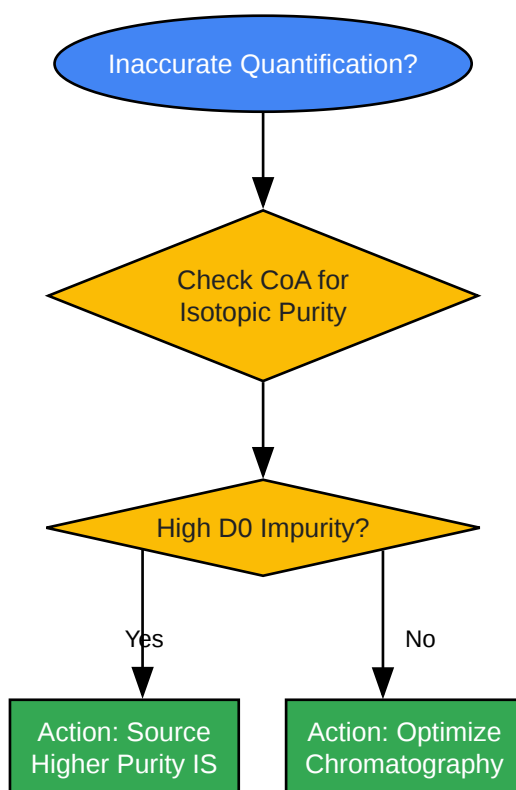 Inaccurate Quantification?
Check CoA for
Isotopic Purity
High D0 Impurity?
Yes
No
Action: Source
Higher Purity IS
Action: Optimize
Chromatography